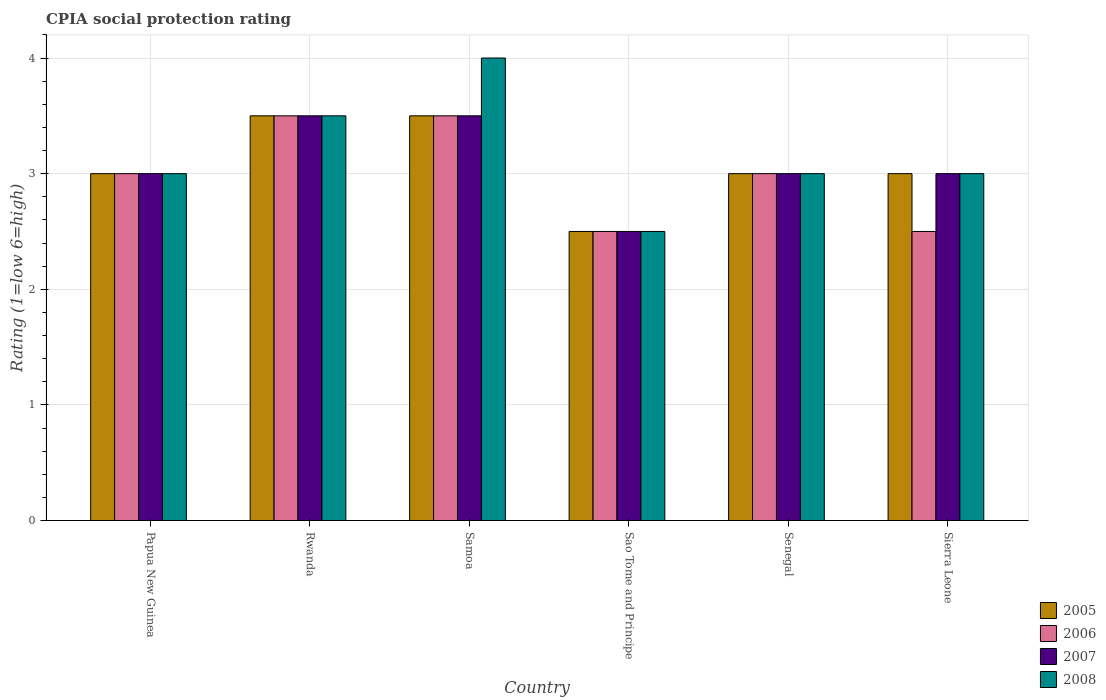 CPIA social protection rating
Rating (1=low 6=high)
4
3
2
1
0
Papua New Guinea
Rwanda
Samoa
Sao Tome and Principe
Senegal
Sierra Leone
Country
2005
2006
2007
2008